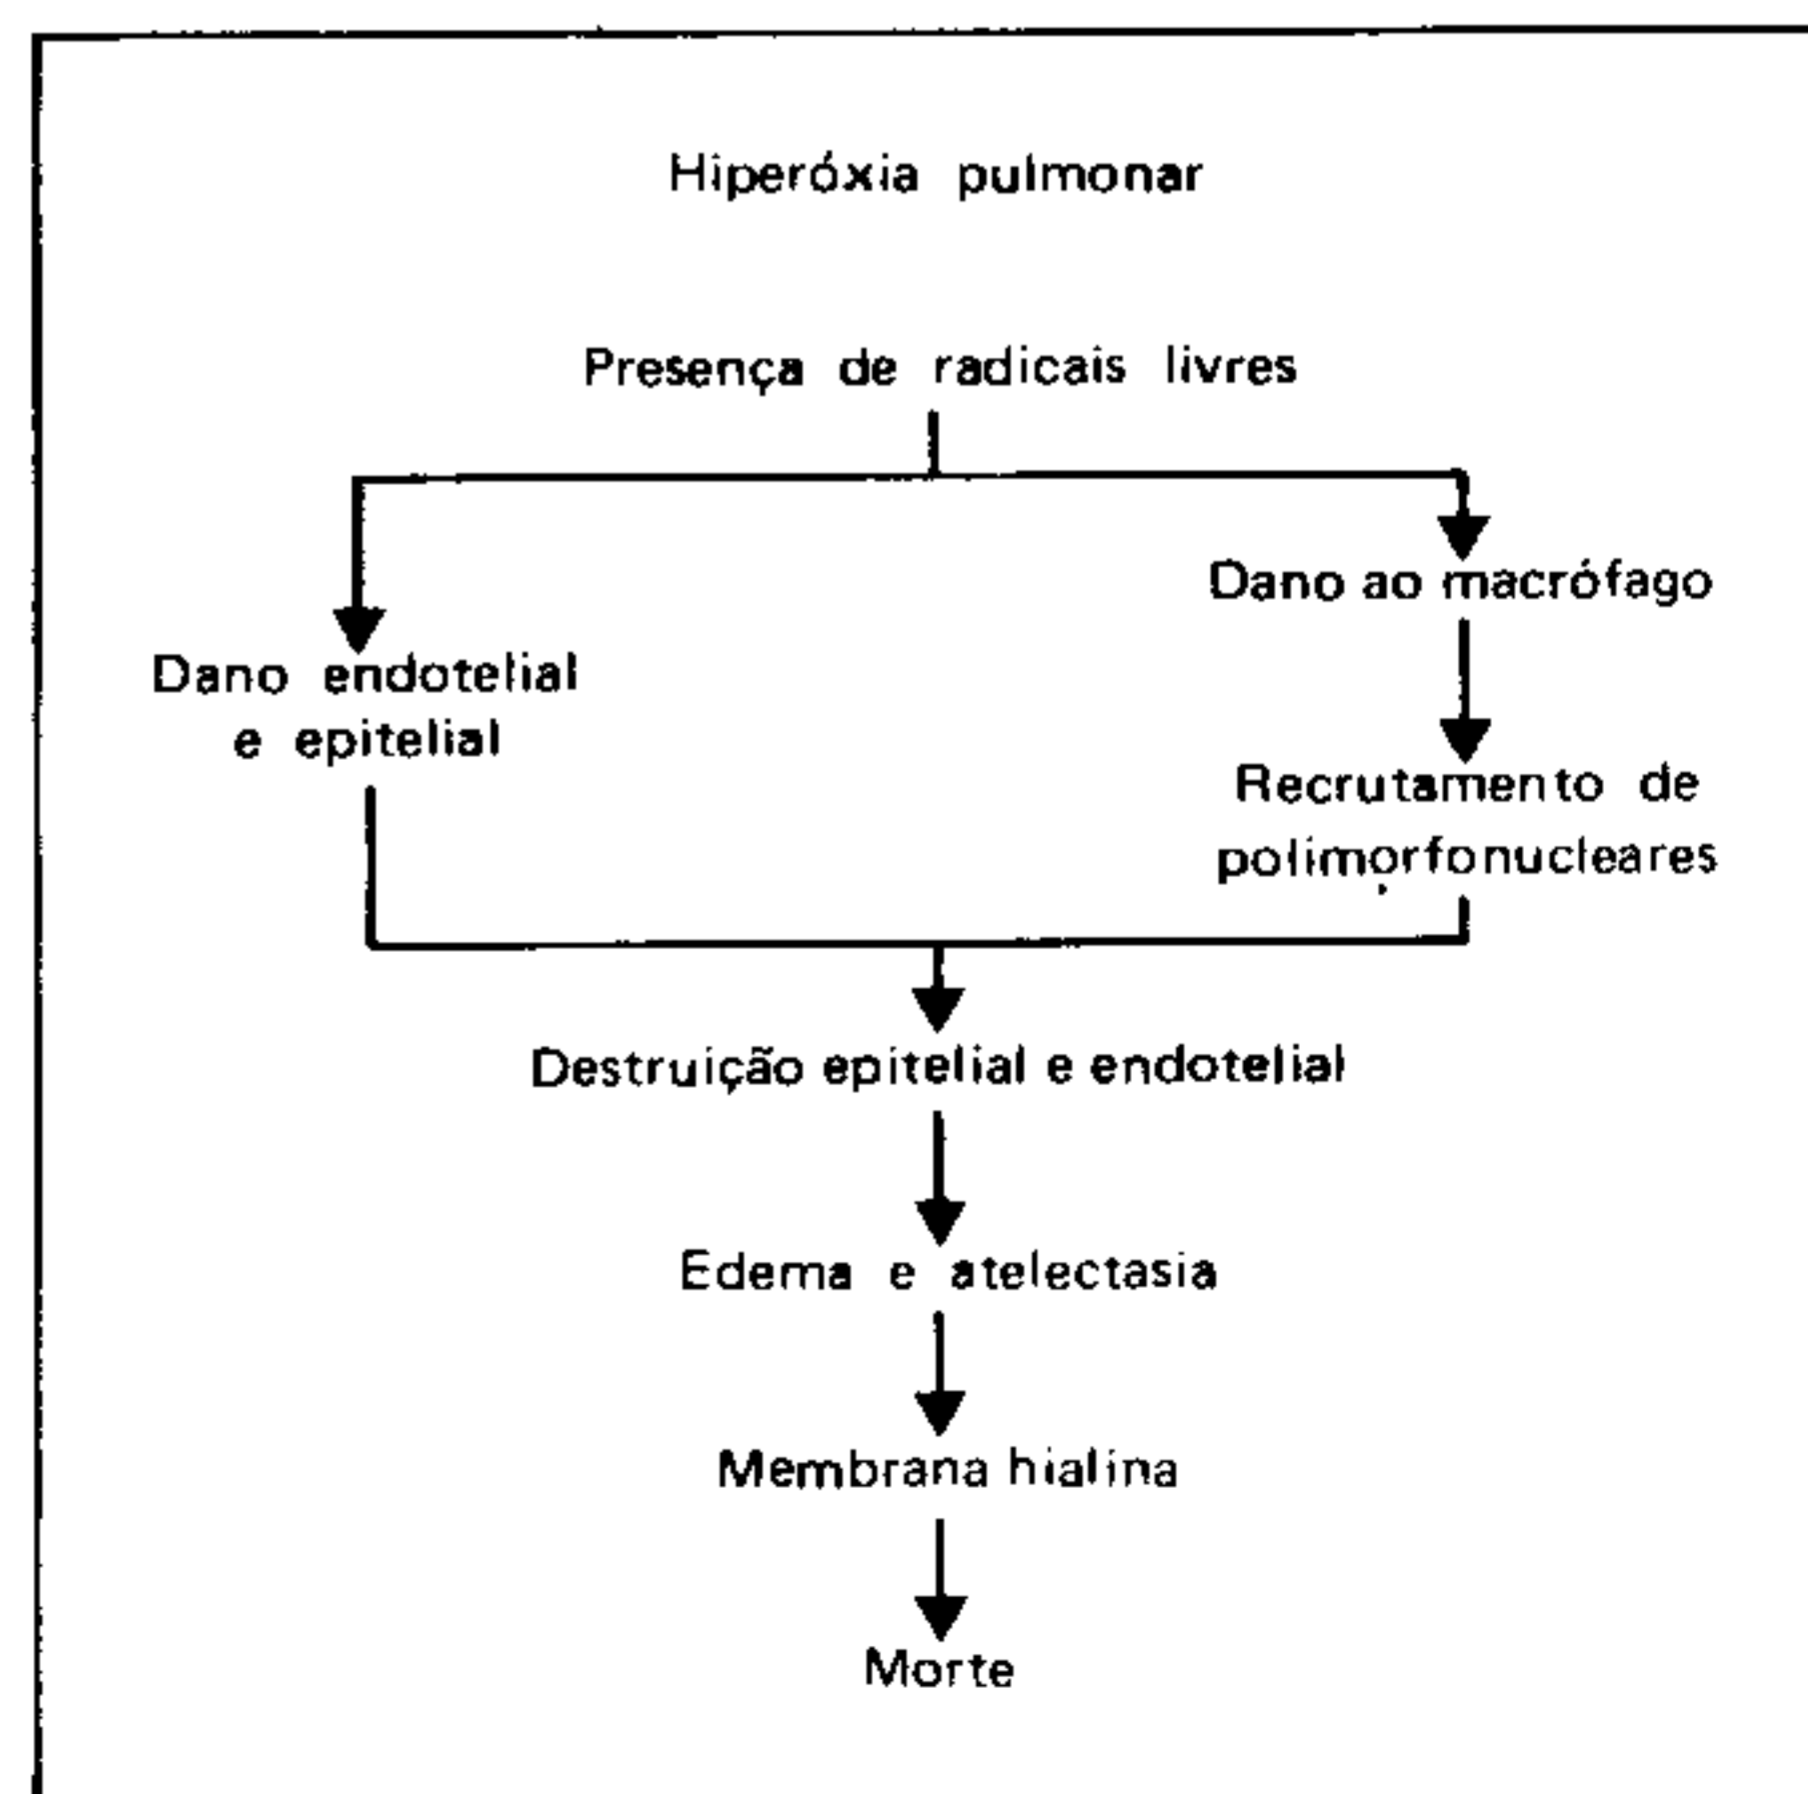 Hiperóxia pulmonar
Presença de radicais livres
Dano ao macrófago
Dano endotelial
e epitelial
Recrutamento de
polimorfonucleares
Destruição epitelial e endotelial
Edema e atelectasia
Membrana hialina
Morte